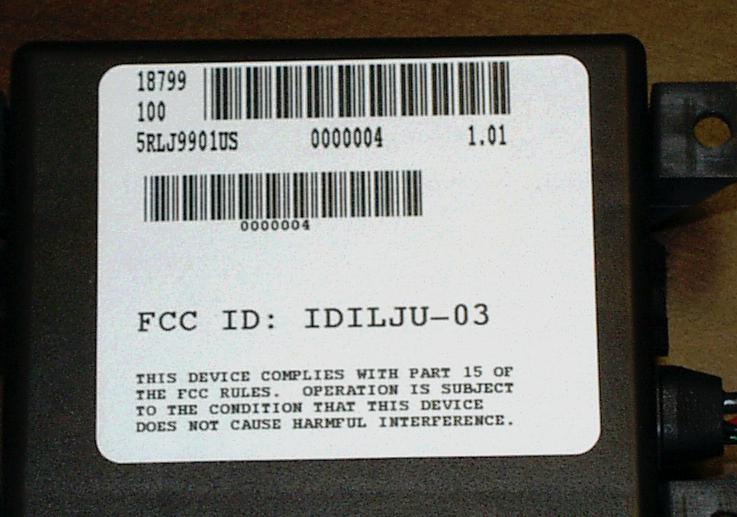 18799
100
5RLJ9901US 0000004 1.01
0000004
FCC ID: IDILJU-03
THIS DEVICE COMPLIES WITH PART 15 OF
THE FCC RULES. OPERATION IS SUBJECT
TO THE CONDITION THAT THIS DEVICE
DOES NOT CAUSE HARMFUL INTERFERENCE.